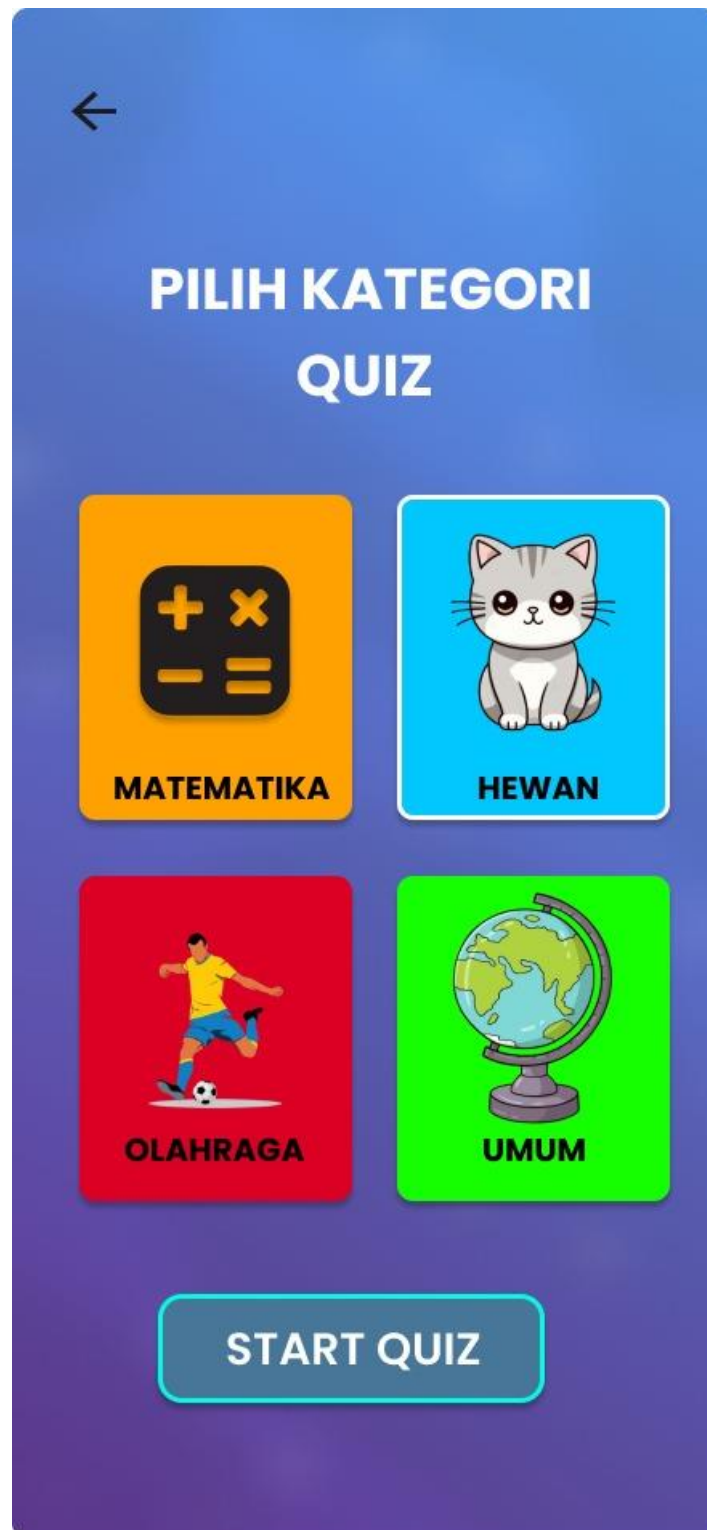 PILIH KATEGORI
QUIZ
MATEMATIKA
HEWAN
OLAHRAGA
UMUM
START QUIZ